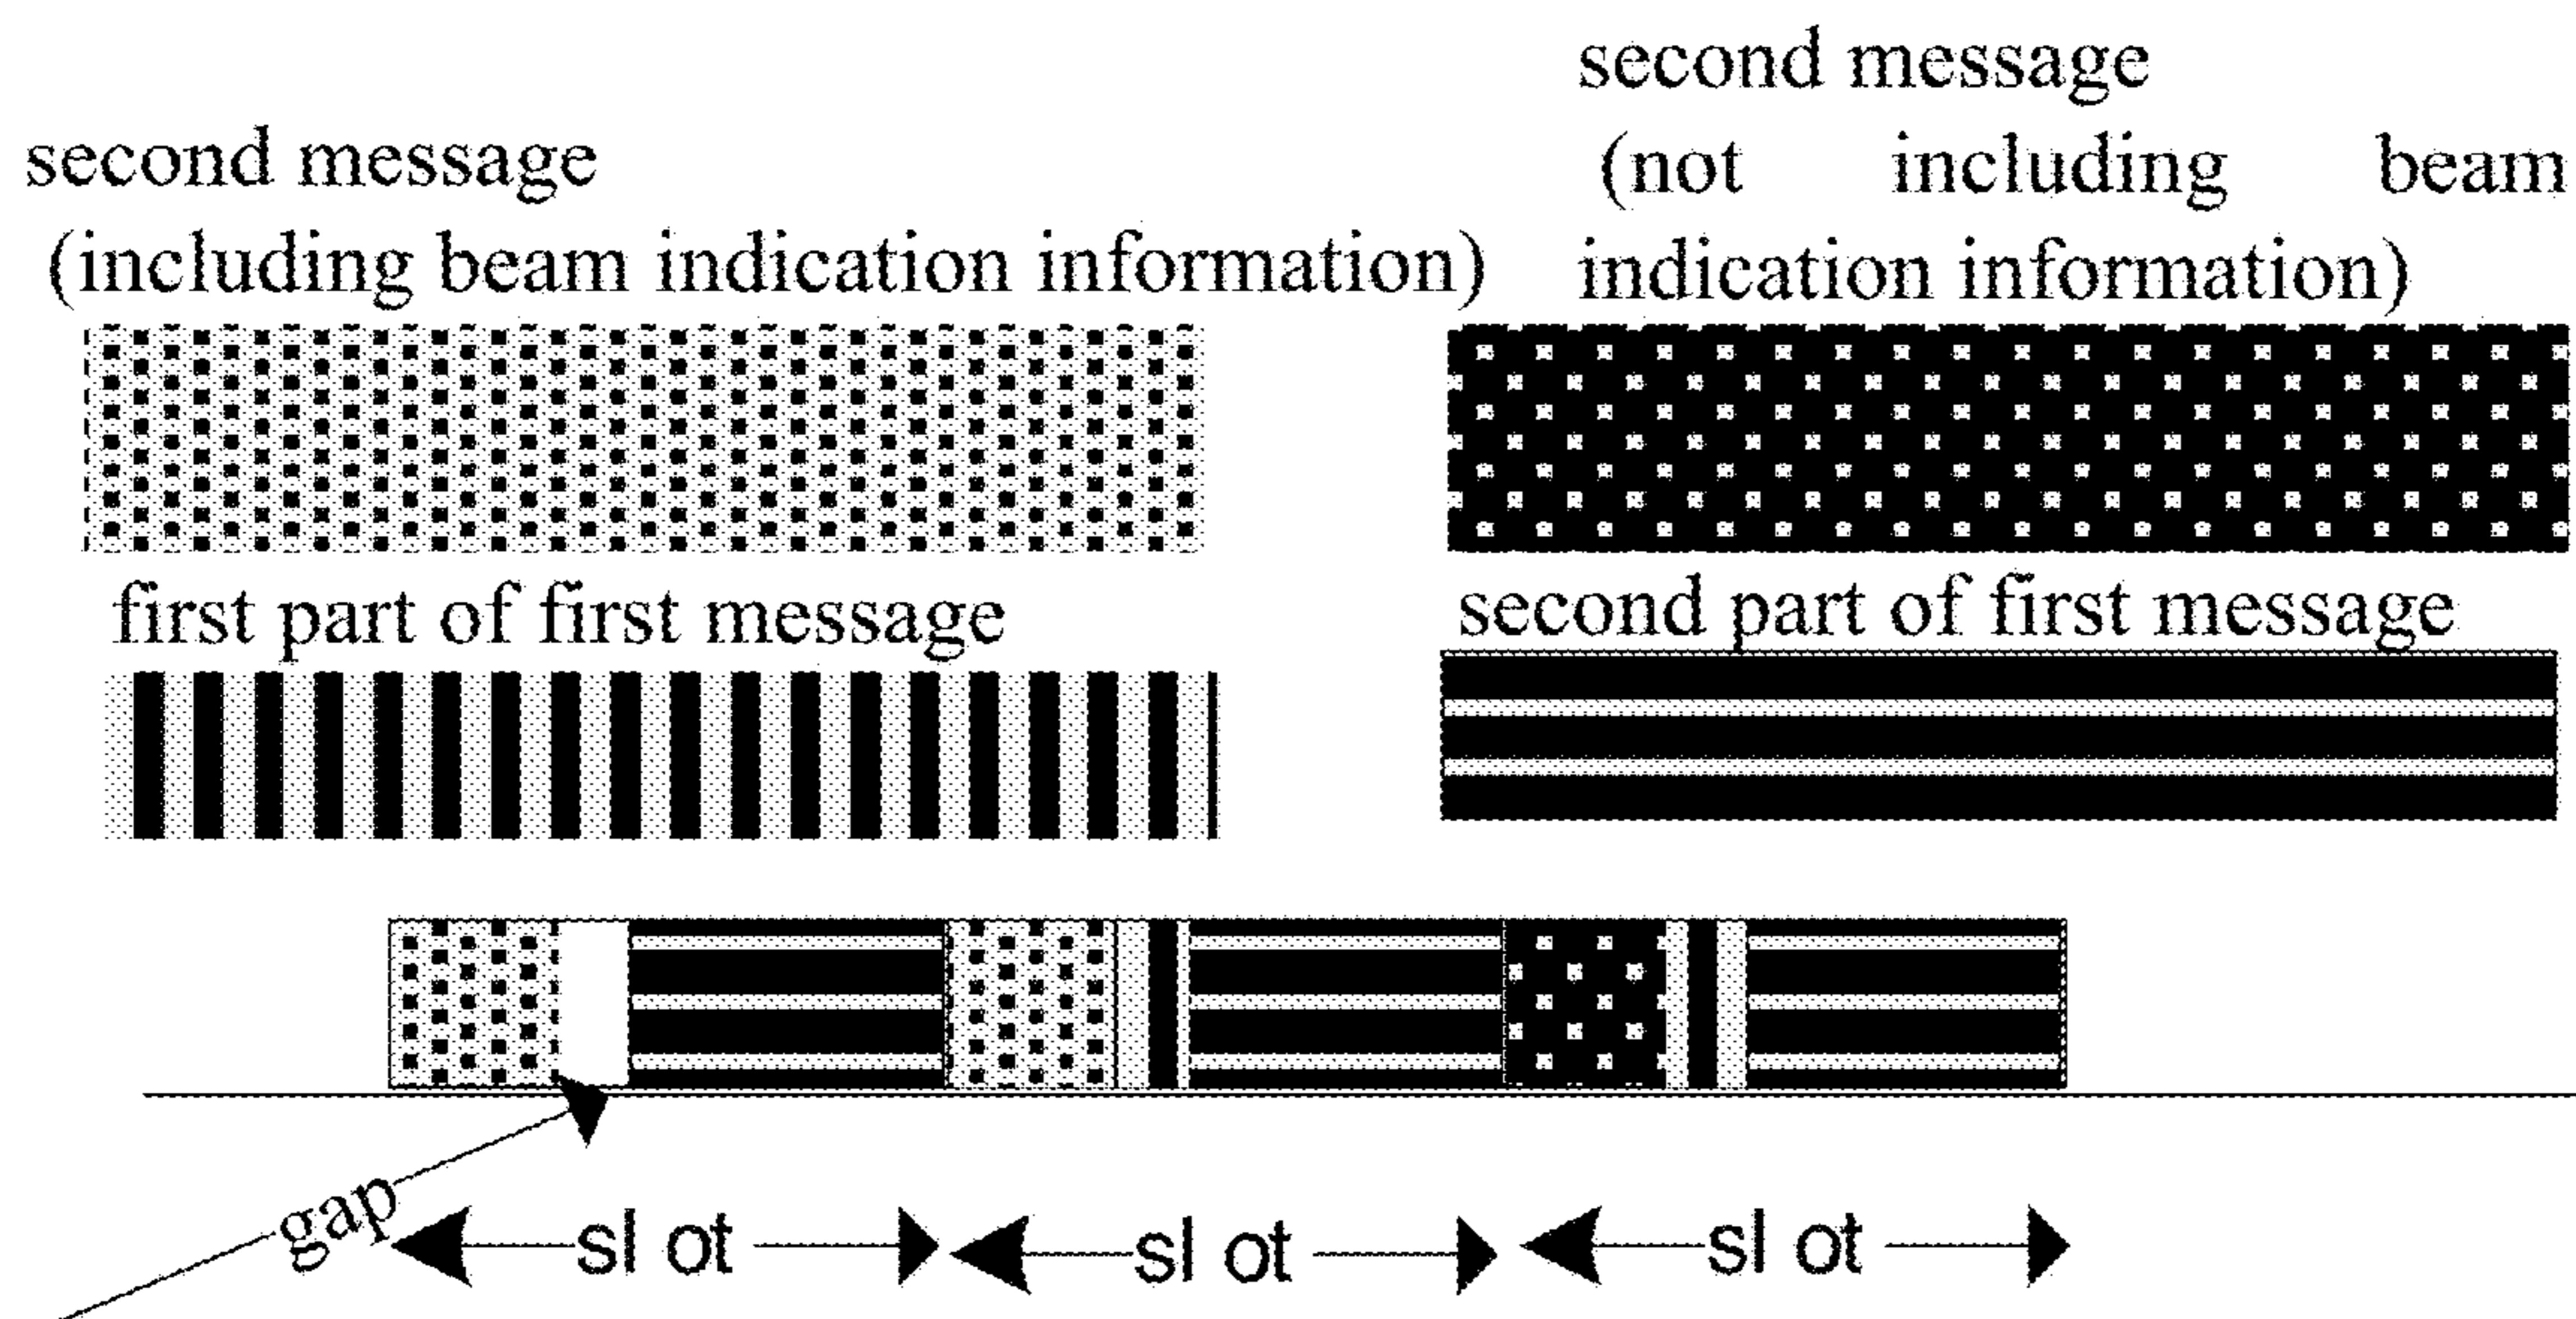 second message
(including beam indication information)
second message
(not including beam
indication information)
first part of first message
second part of first message
gap
sl ot
sl ot
sl ot